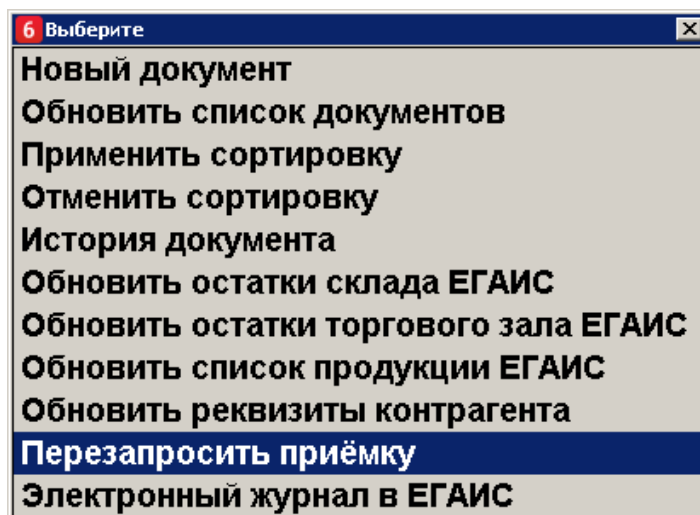 6 Выберите
Новый документ
Обновить список документов
Применить сортировку
Отменить сортировку
История документа
Обновить остатки склада ЕГАИС
Обновить остатки торгового зала ЕГАИС
Обновить список продукции ЕГАИС
Обновить реквизиты контрагента
Перезапросить приёмку
Электронный журнал в ЕГАИС